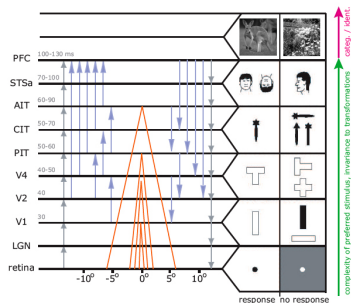 PFC 100-130 ms
STSa 70-100
AIT 60-90
CIT 50-70
PIT 50-60
V4 40-50
V2 40
V1 30
LGN
retina
-10° -5° 0° 5° 10°
response no response
categ. / ident.
complexity of preferred stimulus, invariance to transformations